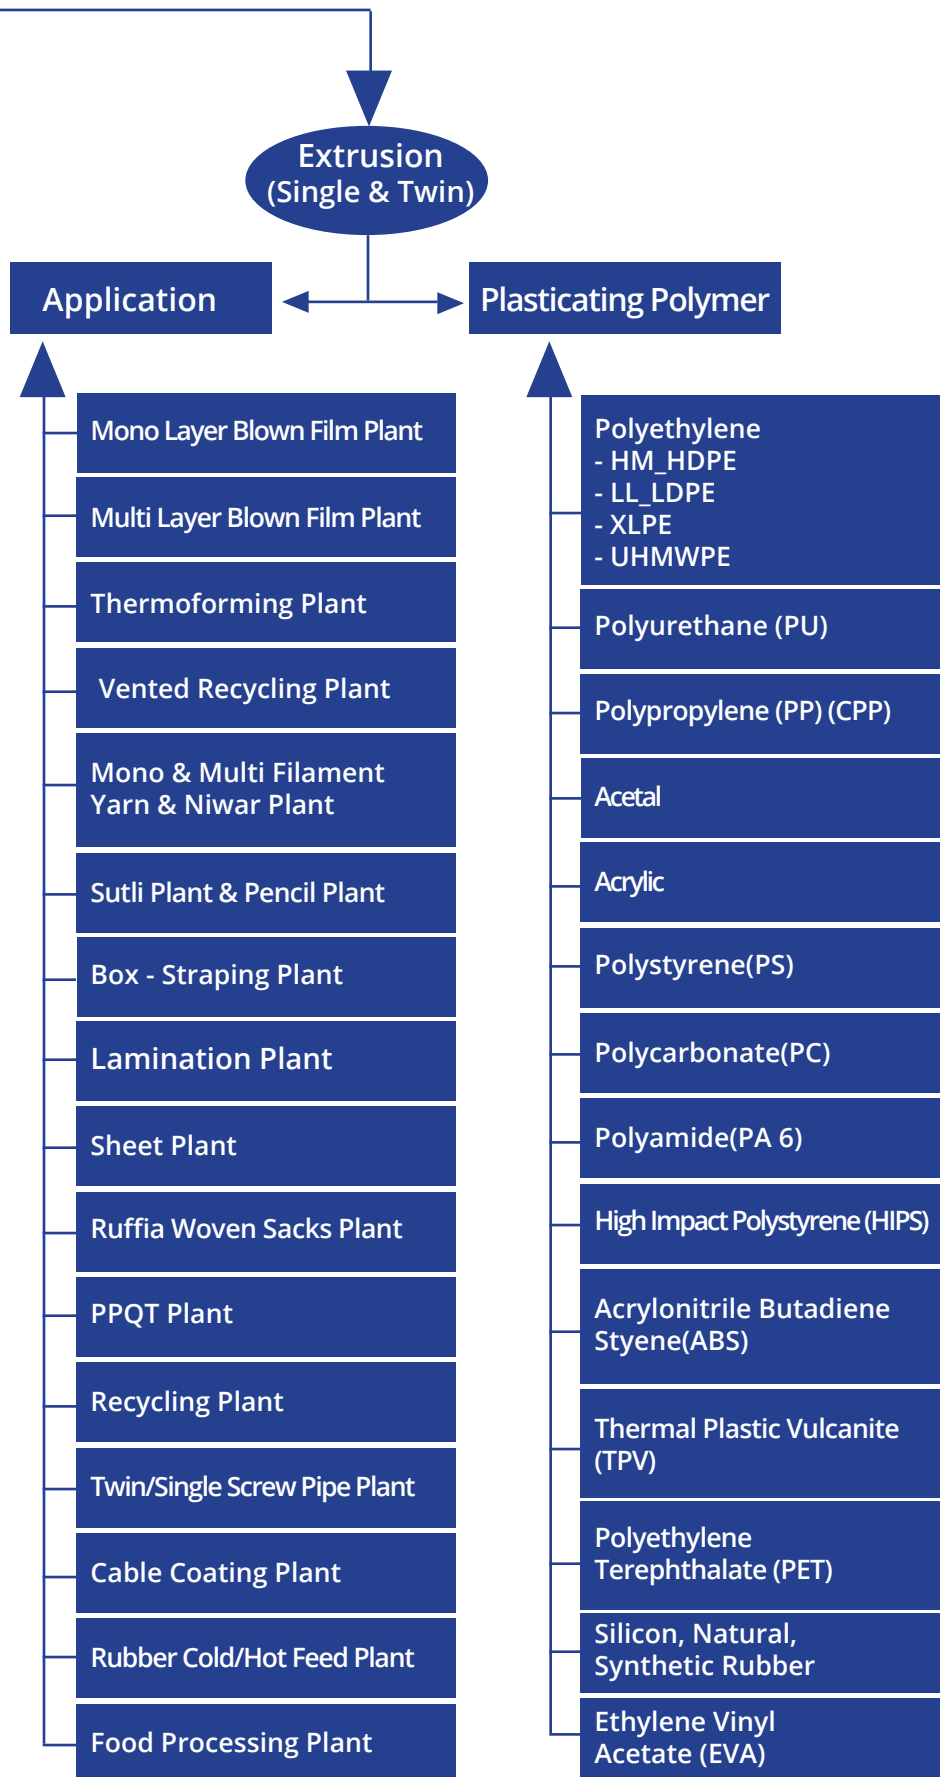 Extrusion
(Single & Twin)
Application
Plasticating Polymer
Mono Layer Blown Film Plant
Multi Layer Blown Film Plant
Thermoforming Plant
Vented Recycling Plant
Mono & Multi Filament
Yarn & Niwar Plant
Sutli Plant & Pencil Plant
Box - Straping Plant
Lamination Plant
Sheet Plant
Ruffia Woven Sacks Plant
PPQT Plant
Recycling Plant
Twin/Single Screw Pipe Plant
Cable Coating Plant
Rubber Cold/Hot Feed Plant
Food Processing Plant
Polyethylene
- HM_HDPE
- LL_LDPE
- XLPE
- UHMWPE
Polyurethane (PU)
Polypropylene (PP) (CPP)
Acetal
Acrylic
Polystyrene(PS)
Polycarbonate(PC)
Polyamide(PA 6)
High Impact Polystyrene (HIPS)
Acrylonitrile Butadiene
Styene(ABS)
Thermal Plastic Vulcanite
(TPV)
Polyethylene
Terephthalate (PET)
Silicon, Natural,
Synthetic Rubber
Ethylene Vinyl
Acetate (EVA)